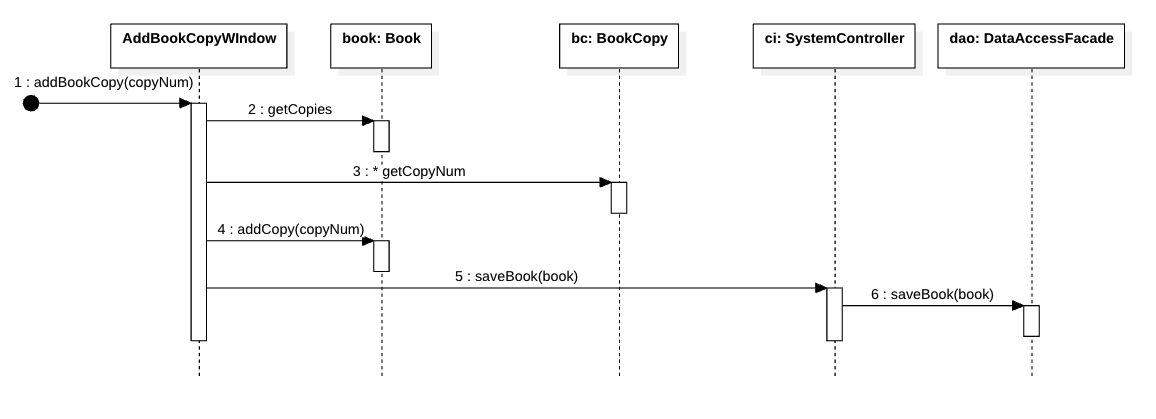 AddBookCopyWIndow
book: Book
bc: BookCopy
ci: SystemController
dao: DataAccessFacade
1 : addBookCopy(copyNum)
2 : getCopies
3 : * getCopyNum
4 : addCopy(copyNum)
5 : saveBook(book)
6 : saveBook(book)